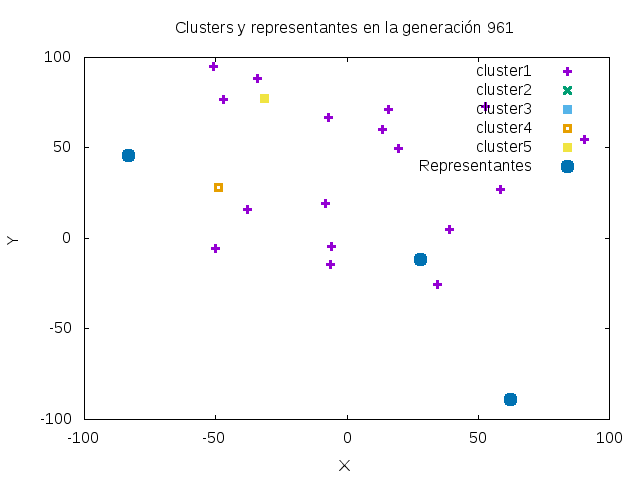 Clusters y representantes en la generación 961
100
50
0
-50
-100
-100
-50
0
50
100
Y
X
cluster1
cluster2
cluster3
cluster4
cluster5
Representantes